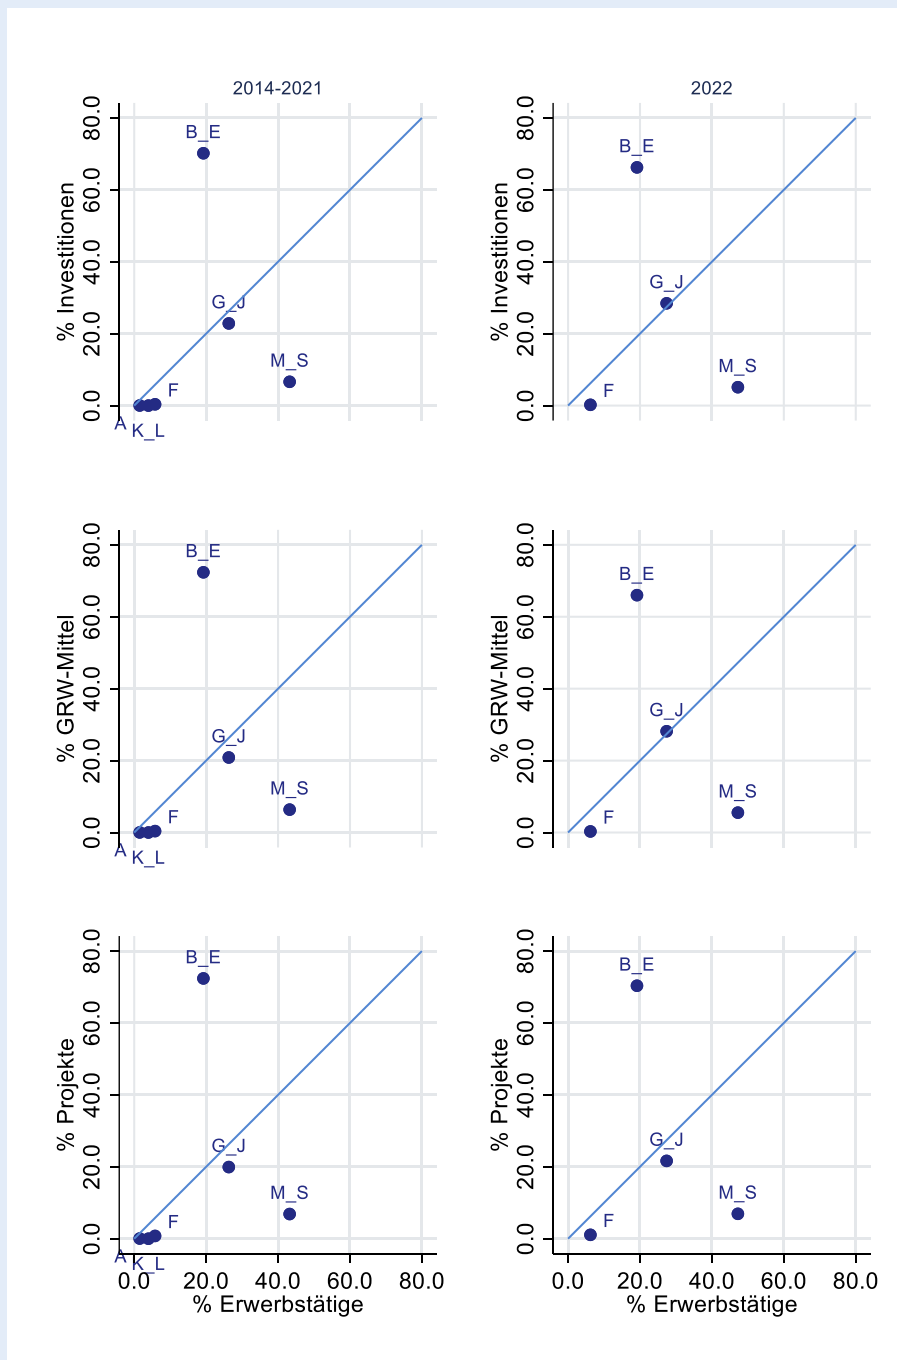 2014-2021
2022
% Investitionen
80.0
60.0
40.0
20.0
0.0
B_E
G_J
M_S
F
A
K_L
% Investitionen
80.0
60.0
40.0
20.0
0.0
B_E
G_J
M_S
F
% GRW-Mittel
80.0
60.0
40.0
20.0
0.0
B_E
G_J
M_S
F
A
K_L
% GRW-Mittel
80.0
60.0
40.0
20.0
0.0
B_E
G_J
M_S
F
% Projekte
80.0
60.0
40.0
20.0
0.0
B_E
G_J
M_S
F
A
K_L
0.0 20.0 40.0 60.0 80.0
% Erwerbstätige
% Projekte
80.0
60.0
40.0
20.0
0.0
B_E
G_J
M_S
F
0.0 20.0 40.0 60.0 80.0
% Erwerbstätige